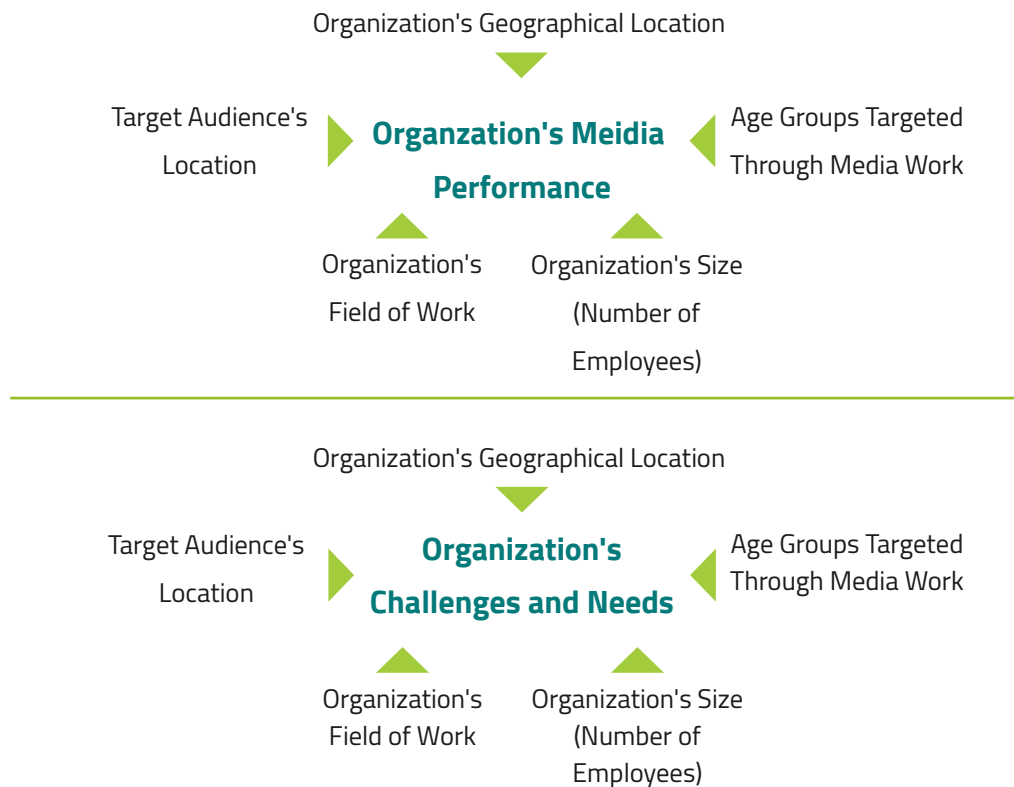 Organization's Geographical Location
Target Audience's
Location
Organzation's Meidia
Performance
Age Groups Targeted
Through Media Work
Organization's
Field of Work
Organization's Size
(Number of
Employees)
Organization's Geographical Location
Target Audience's
Location
Organization's
Challenges and Needs
Age Groups Targeted
Through Media Work
Organization's
Field of Work
Organization's Size
(Number of
Employees)